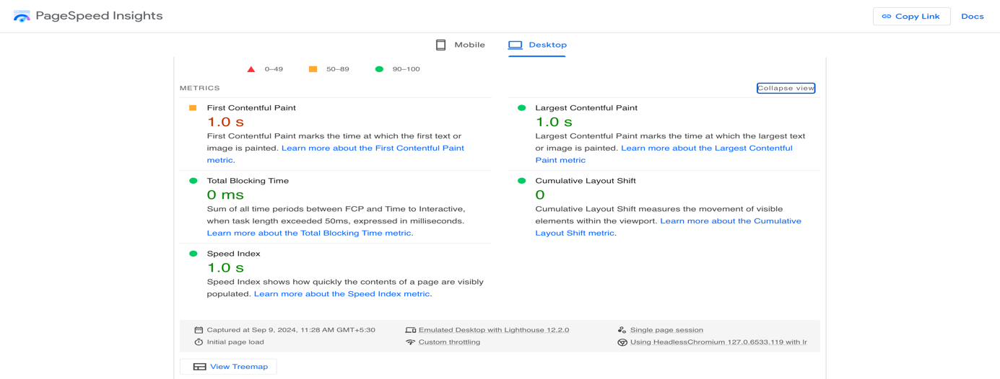 PageSpeed Insights
Copy Link
Docs
Mobile
Desktop
0–49
50–89
90–100
METRICS
Collapse view
First Contentful Paint
1.0 s
First Contentful Paint marks the time at which the first text or
image is painted. Learn more about the First Contentful Paint
metric.
Largest Contentful Paint
1.0 s
Largest Contentful Paint marks the time at which the largest text
or image is painted. Learn more about the Largest Contentful
Paint metric
Total Blocking Time
0 ms
Sum of all time periods between FCP and Time to Interactive,
when task length exceeded 50ms, expressed in milliseconds.
Learn more about the Total Blocking Time metric.
Cumulative Layout Shift
0
Cumulative Layout Shift measures the movement of visible
elements within the viewport. Learn more about the Cumulative
Layout Shift metric.
Speed Index
1.0 s
Speed Index shows how quickly the contents of a page are visibly
populated. Learn more about the Speed Index metric.
Captured at Sep 9, 2024, 11:28 AM GMT+5:30
Emulated Desktop with Lighthouse 12.2.0
Single page session
Initial page load
Custom throttling
Using HeadlessChromium 127.0.6533.119 with lr
View Treemap